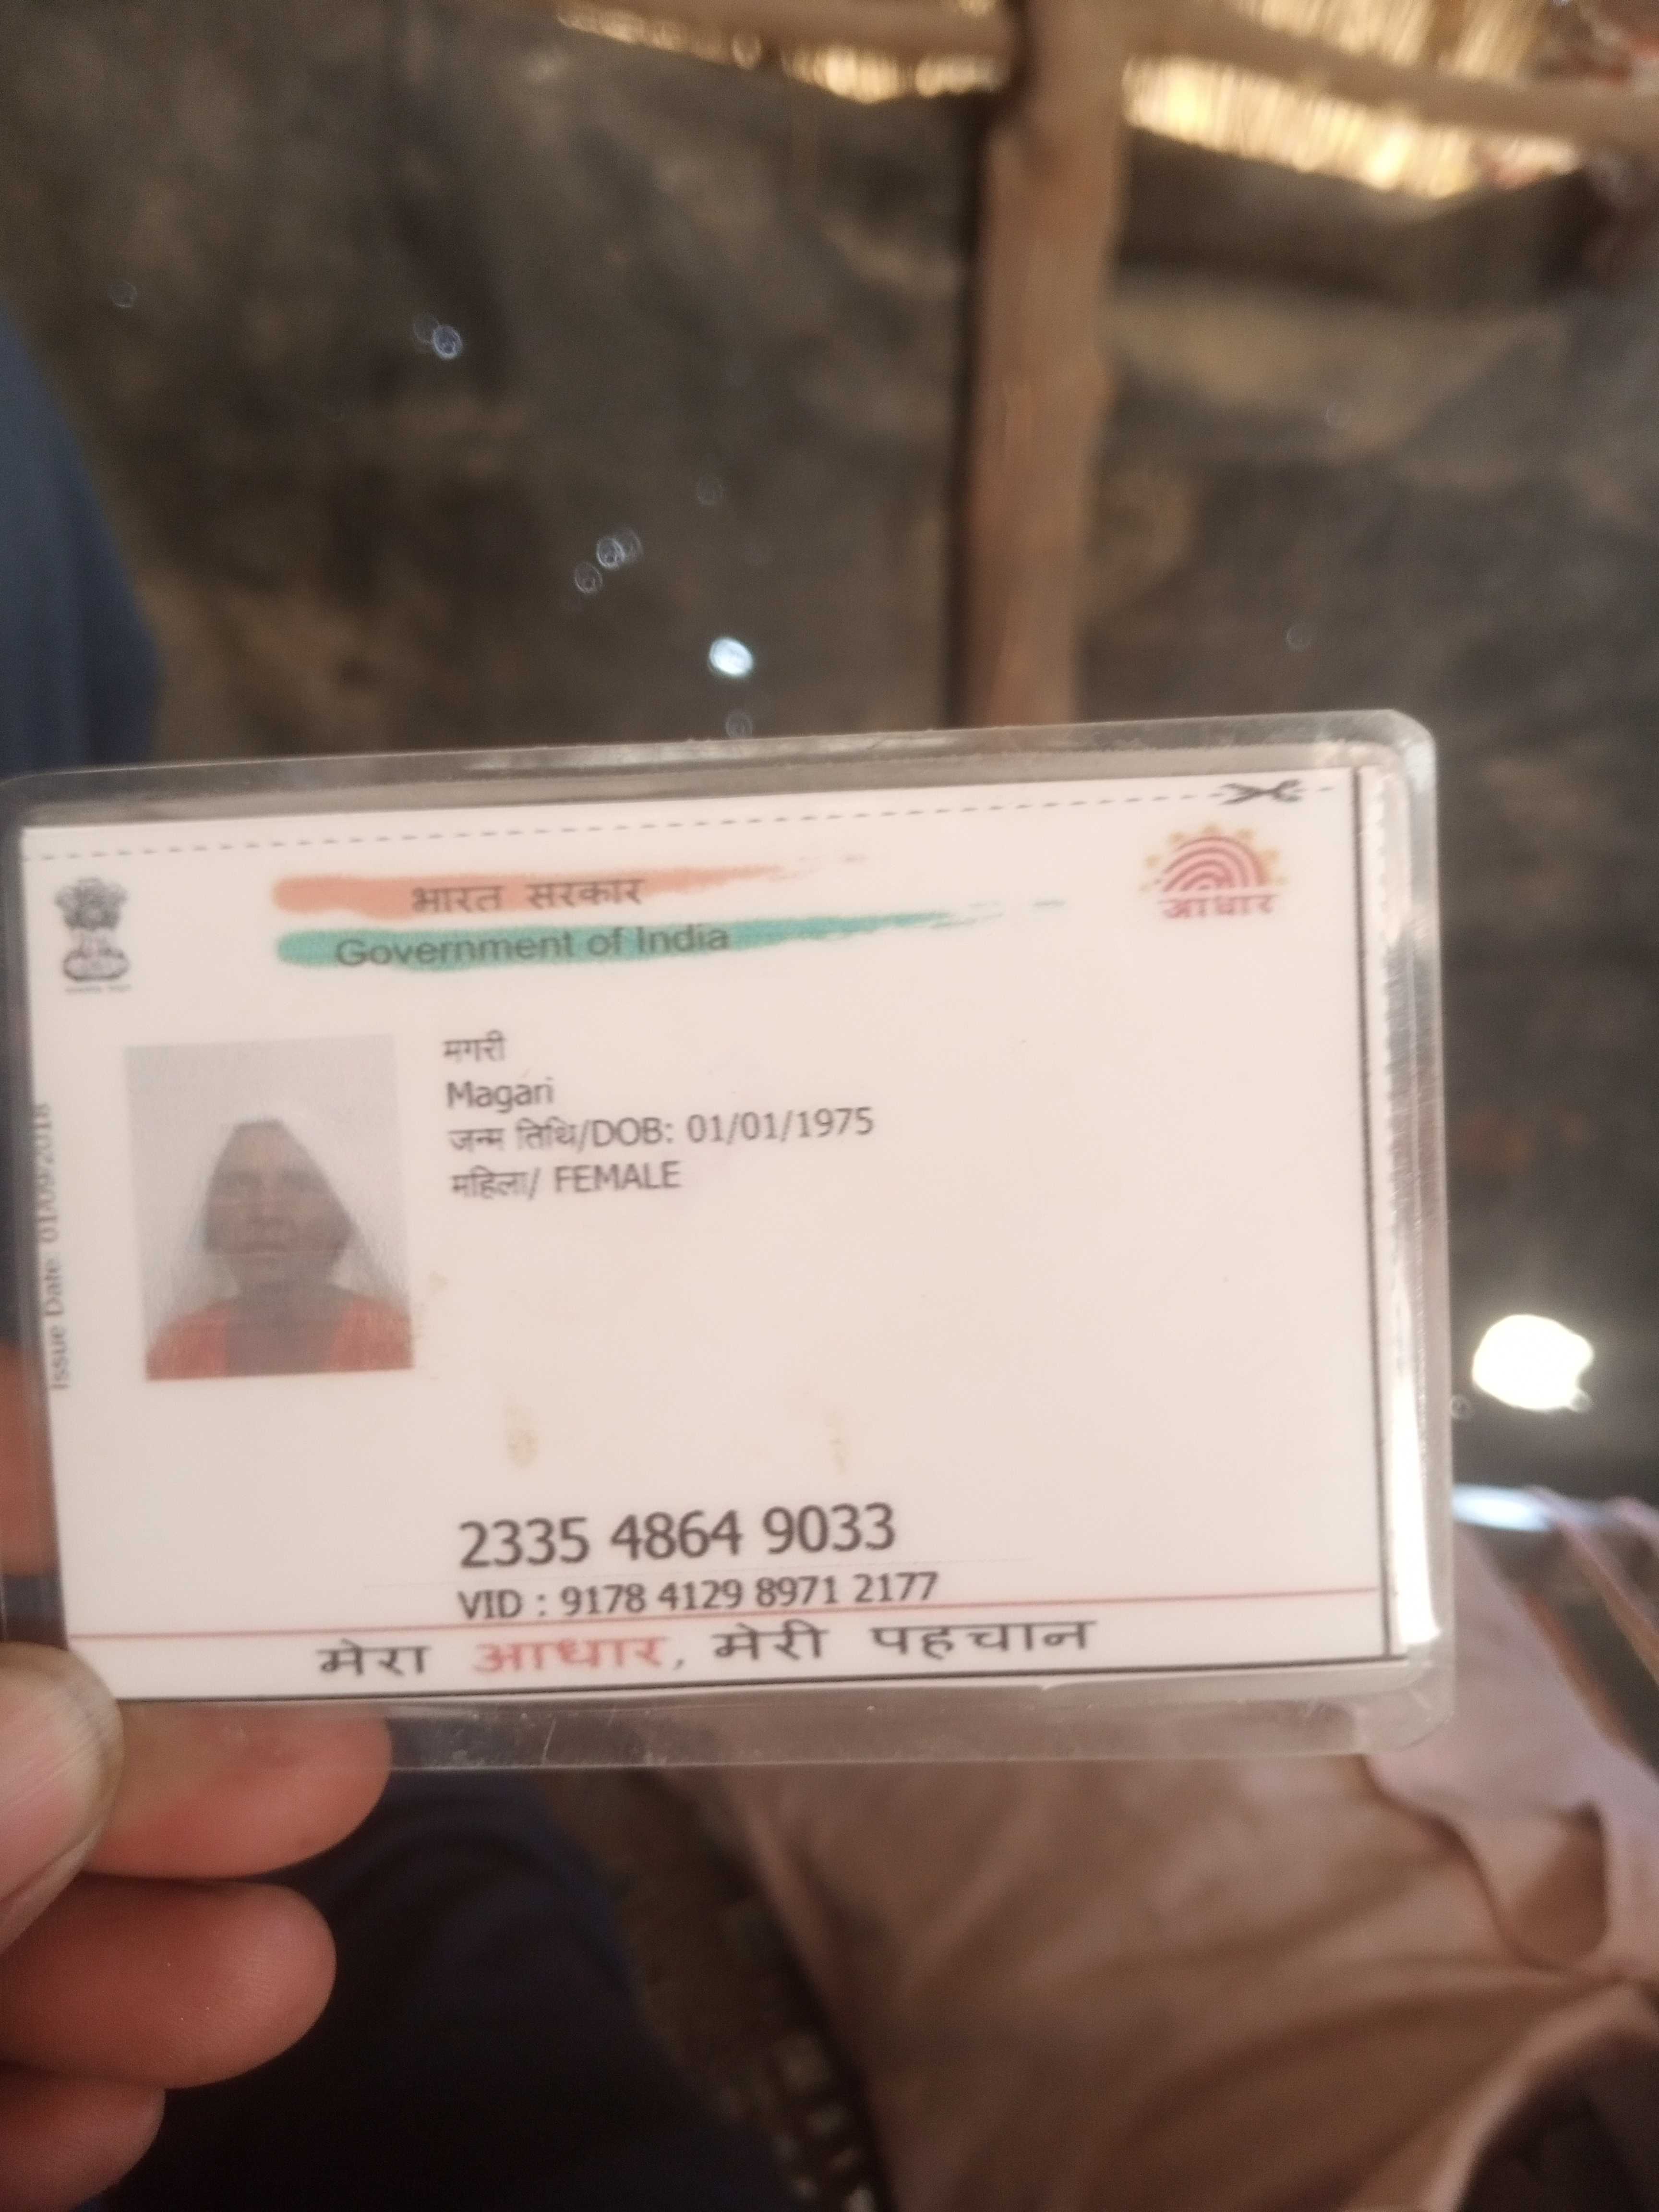 भारत सरकार
Government of India
आधार
मगरी
Magari
जन्म तिथि/DOB: 01/01/1975
महिला/ FEMALE
Issue Date: 01/09/2018
2335 4864 9033
VID : 9178 4129 8971 2177
मेरा आधार, मेरी पहचान